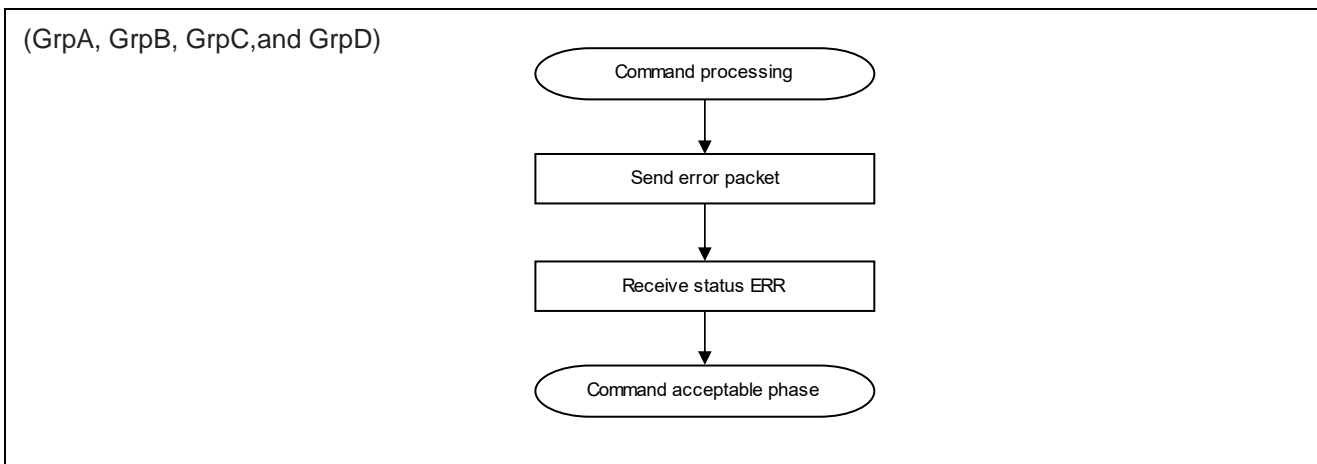 (GrpA, GrpB, GrpC,and GrpD)
Command processing
Send error packet
Receive status ERR
Command acceptable phase